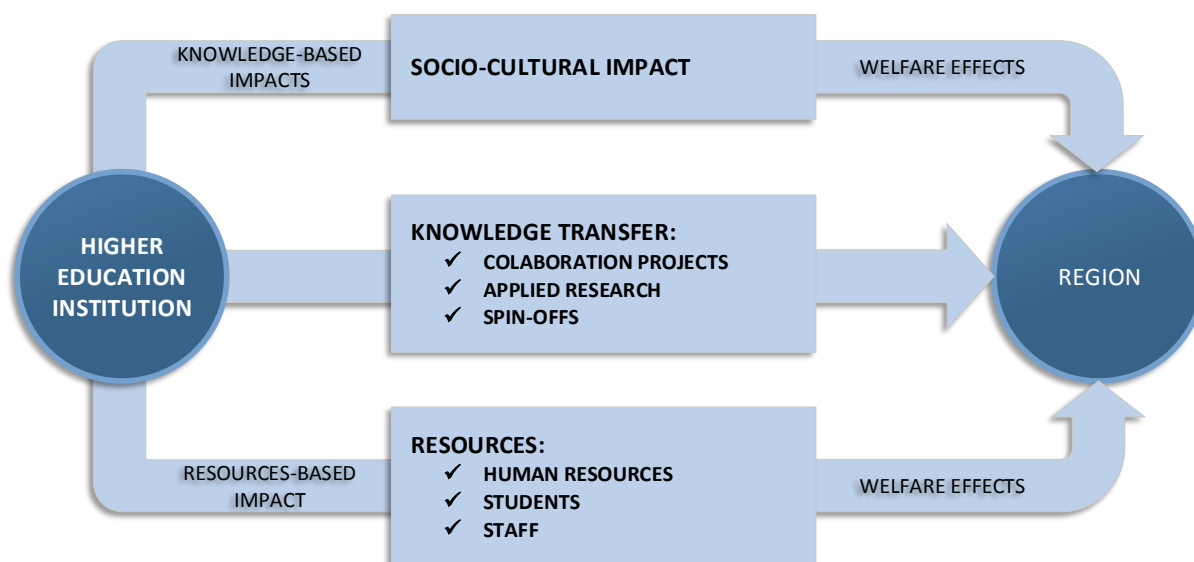 KNOWLEDGE-BASED
IMPACTS
SOCIO-CULTURAL IMPACT
WELFARE EFFECTS
HIGHER
EDUCATION
INSTITUTION
KNOWLEDGE TRANSFER:
✓ COLABORATION PROJECTS
✓ APPLIED RESEARCH
✓ SPIN-OFFS
REGION
RESOURCES-BASED
IMPACT
RESOURCES:
✓ HUMAN RESOURCES
✓ STUDENTS
✓ STAFF
WELFARE EFFECTS